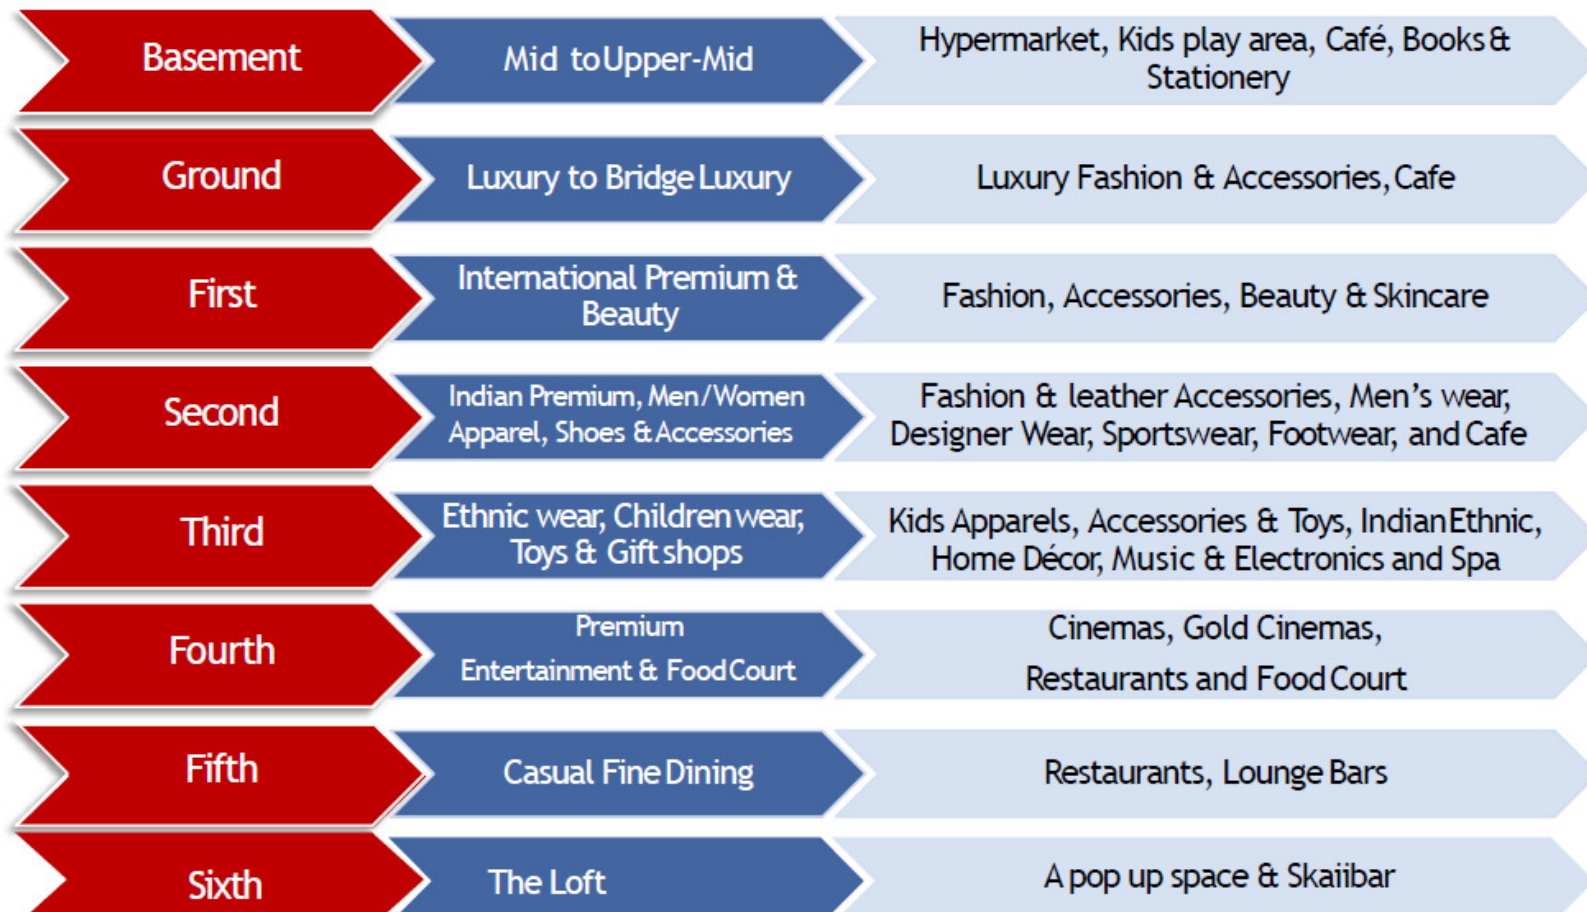 Basement
Mid to Upper-Mid
Hypermarket, Kids play area, Café, Books &
Stationery
Ground
Luxury to Bridge Luxury
Luxury Fashion & Accessories, Cafe
First
International Premium &
Beauty
Fashion, Accessories, Beauty & Skincare
Second
Indian Premium, Men/Women
Apparel, Shoes & Accessories
Fashion & leather Accessories, Men's wear,
Designer Wear, Sportswear, Footwear, and Cafe
Third
Ethnic wear, Children wear,
Toys & Gift shops
Kids Apparels, Accessories & Toys, Indian Ethnic,
Home Décor, Music & Electronics and Spa
Fourth
Premium
Entertainment & Food Court
Cinemas, Gold Cinemas,
Restaurants and Food Court
Fifth
Casual Fine Dining
Restaurants, Lounge Bars
Sixth
The Loft
A pop up space & Skaiibar